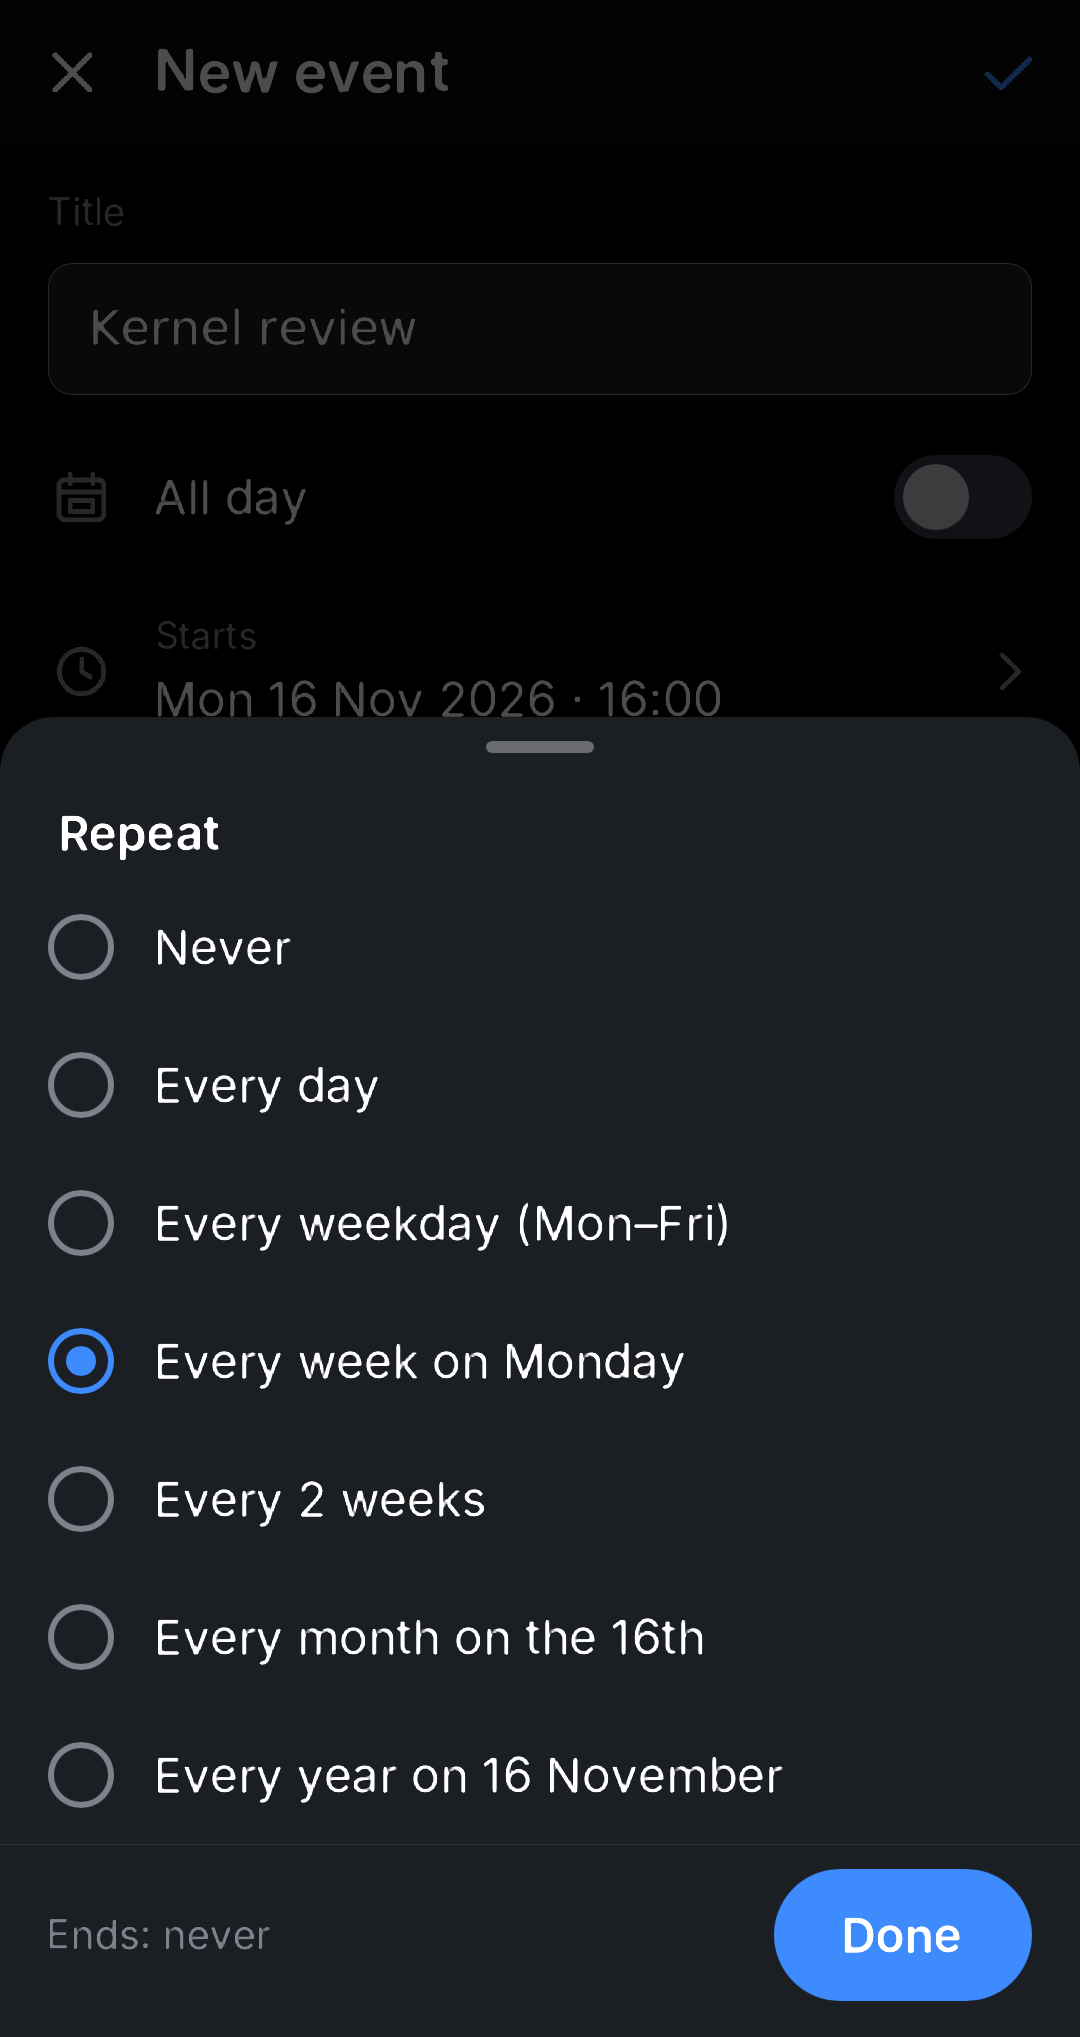 New event
Title
Kernel review
All day
Starts
Mon 16 Nov 2026 · 16:00
Repeat
Never
Every day
Every weekday (Mon–Fri)
Every week on Monday
Every 2 weeks
Every month on the 16th
Every year on 16 November
Ends: never
Done